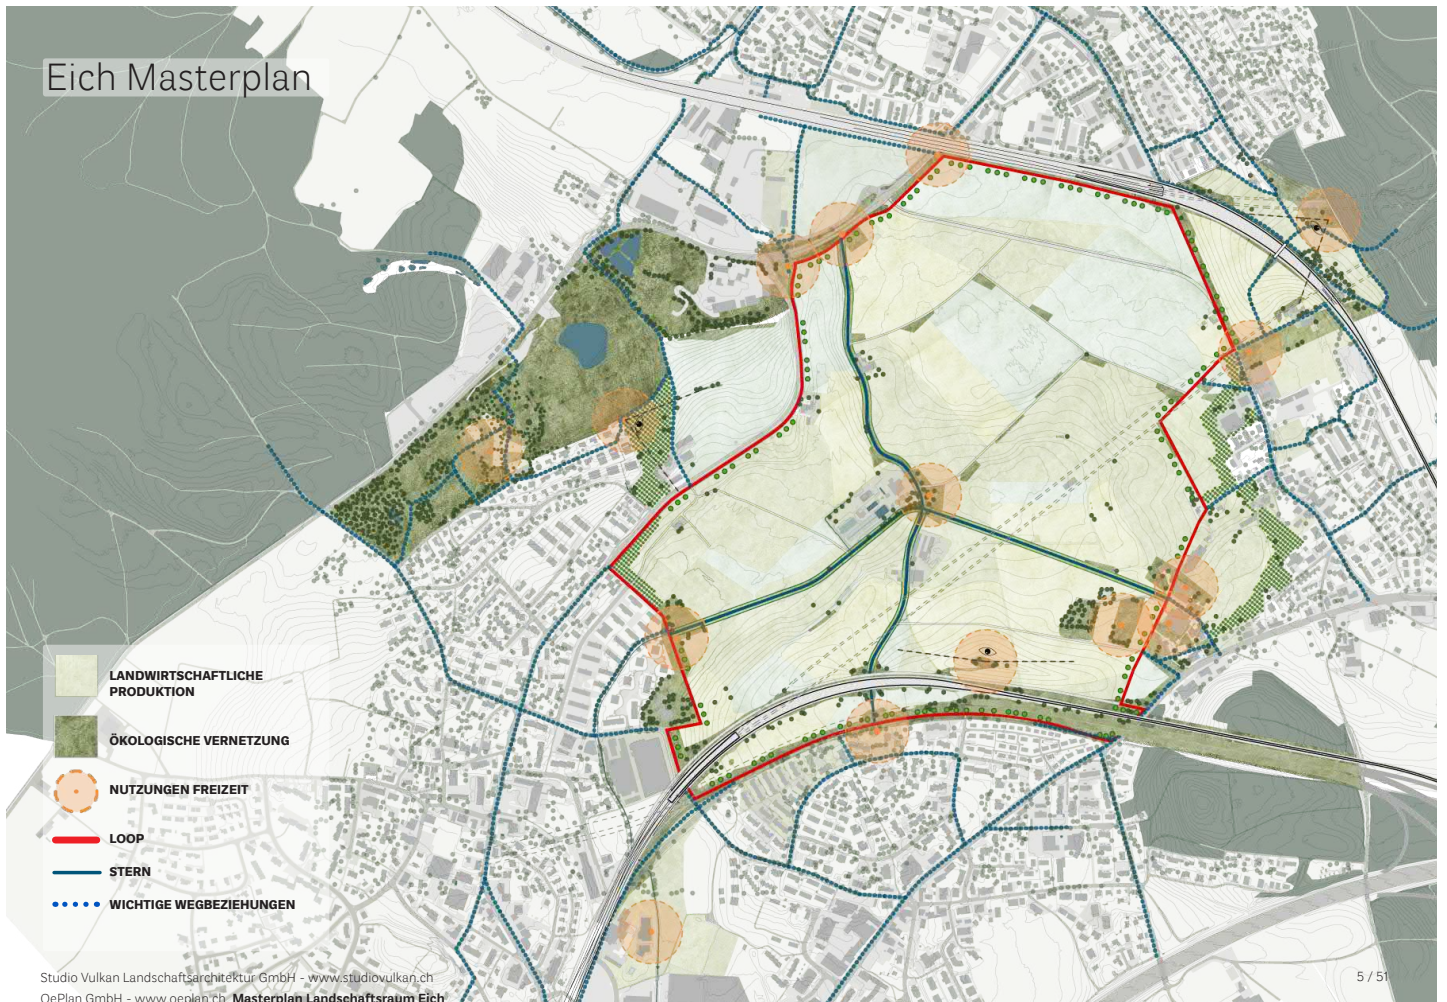 Eich Masterplan
LANDWIRTSCHAFTLICHE
PRODUKTION
ÖKOLOGISCHE VERNETZUNG
NUTZUNGEN FREIZEIT
LOOP
STERN
WICHTIGE WEGBEZIEHUNGEN
Studio Vulkan Landschaftsarchitektur GmbH - www.studiovulkan.ch
OePlan GmbH - www.oeplan.ch Masterplan Landschaftsraum Eich
5 / 51